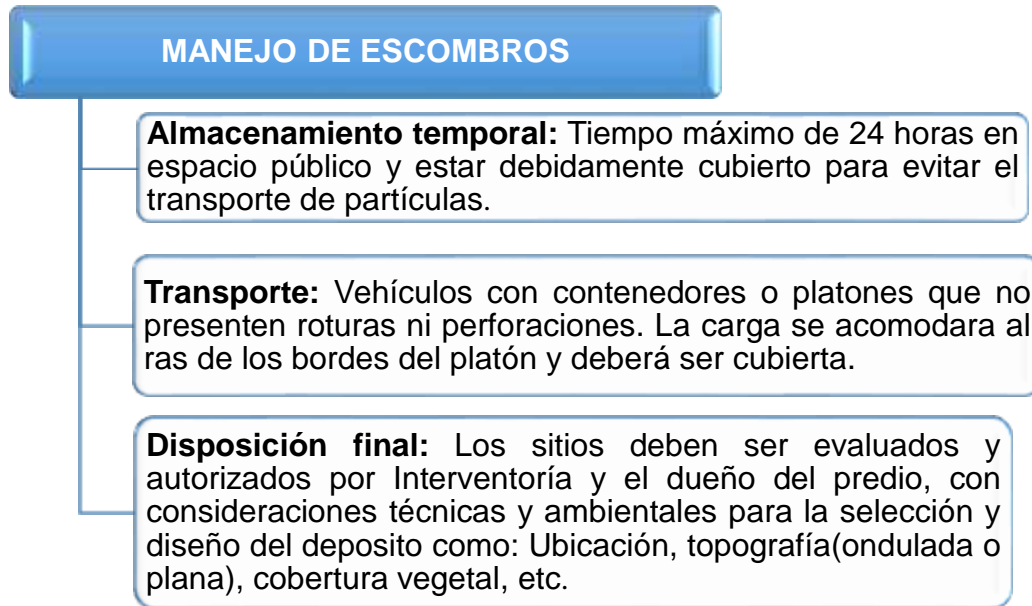 MANEJO DE ESCOMBROS
Almacenamiento temporal: Tiempo máximo de 24 horas en
espacio público y estar debidamente cubierto para evitar el
transporte de partículas.
Transporte: Vehículos con contenedores o platones que no
presenten roturas ni perforaciones. La carga se acomodara al
ras de los bordes del platón y deberá ser cubierta.
Disposición final: Los sitios deben ser evaluados y
autorizados por Interventoría y el dueño del predio, con
consideraciones técnicas y ambientales para la selección y
diseño del deposito como: Ubicación, topografía(ondulada o
plana), cobertura vegetal, etc.